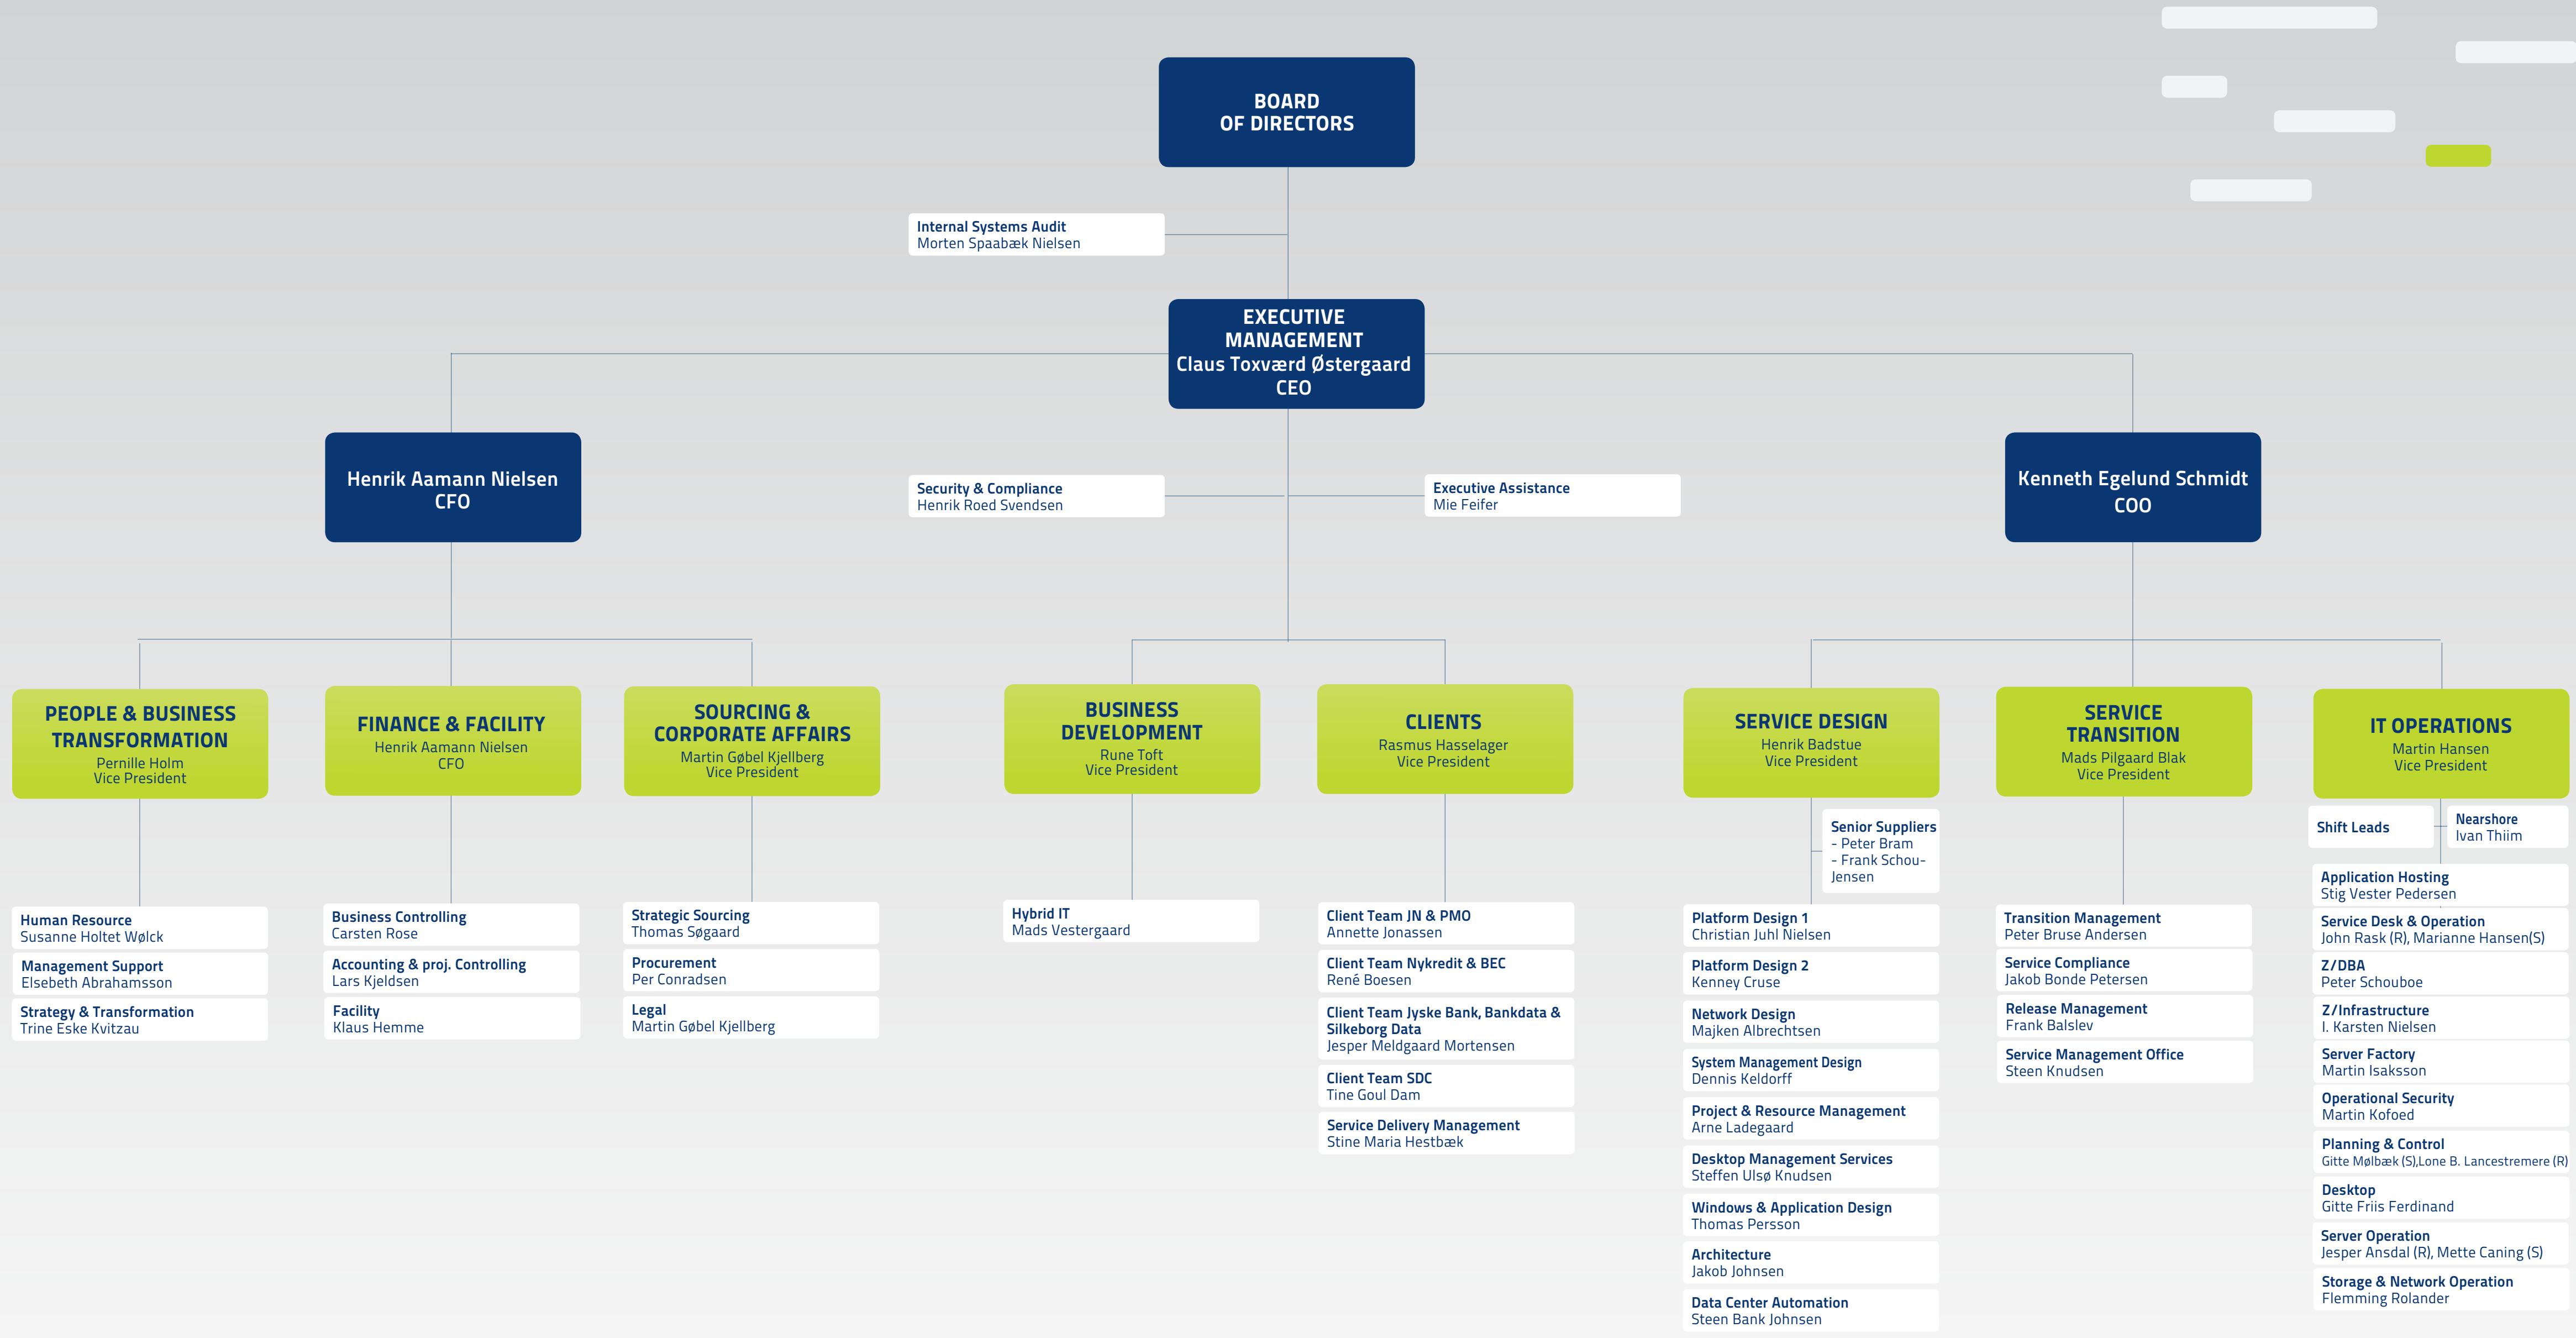 BOARD
OF DIRECTORS
Internal Systems Audit
Morten Spaabæk Nielsen
EXECUTIVE
MANAGEMENT
Claus Toxværd Østergaard
CEO
Henrik Aamann Nielsen
CFO
Security & Compliance
Henrik Roed Svendsen
Executive Assistance
Mie Feifer
Kenneth Egelund Schmidt
COO
PEOPLE & BUSINESS
TRANSFORMATION
Pernille Holm
Vice President
Human Resource
Susanne Holtet Wølck
Management Support
Elsebeth Abrahamsson
Strategy & Transformation
Trine Eske Kvitzau
FINANCE & FACILITY
Henrik Aamann Nielsen
CFO
Business Controlling
Carsten Rose
Accounting & proj. Controlling
Lars Kjeldsen
Facility
Klaus Hemme
SOURCING &
CORPORATE AFFAIRS
Martin Gøbel Kjellberg
Vice President
Strategic Sourcing
Thomas Søgaard
Procurement
Per Conradsen
Legal
Martin Gøbel Kjellberg
BUSINESS
DEVELOPMENT
Rune Toft
Vice President
Hybrid IT
Mads Vestergaard
CLIENTS
Rasmus Hasselager
Vice President
Client Team JN & PMO
Annette Jonassen
Client Team Nykredit & BEC
René Boesen
Client Team Jyske Bank, Bankdata &
Silkeborg Data
Jesper Meldgaard Mortensen
Client Team SDC
Tine Goul Dam
Service Delivery Management
Stine Maria Hestbæk
SERVICE DESIGN
Henrik Badstue
Vice President
Senior Suppliers
- Peter Bram
- Frank Schou-
Jensen
Platform Design 1
Christian Juhl Nielsen
Platform Design 2
Kenney Cruse
Network Design
Majken Albrechtsen
System Management Design
Dennis Keldorff
Project & Resource Management
Arne Ladegaard
Desktop Management Services
Steffen Ulsø Knudsen
Windows & Application Design
Thomas Persson
Architecture
Jakob Johnsen
Data Center Automation
Steen Bank Johnsen
SERVICE
TRANSITION
Mads Pilgaard Blak
Vice President
Transition Management
Peter Bruse Andersen
Service Compliance
Jakob Bonde Petersen
Release Management
Frank Balslev
Service Management Office
Steen Knudsen
IT OPERATIONS
Martin Hansen
Vice President
Shift Leads
Nearshore
Ivan Thiim
Application Hosting
Stig Vester Pedersen
Service Desk & Operation
John Rask (R), Marianne Hansen(S)
Z/DBA
Peter Schouboe
Z/Infrastructure
I. Karsten Nielsen
Server Factory
Martin Isaksson
Operational Security
Martin Kofoed
Planning & Control
Gitte Mølbæk (S),Lone B. Lancestremere (R)
Desktop
Gitte Friis Ferdinand
Server Operation
Jesper Ansdal (R), Mette Caning (S)
Storage & Network Operation
Flemming Rolander